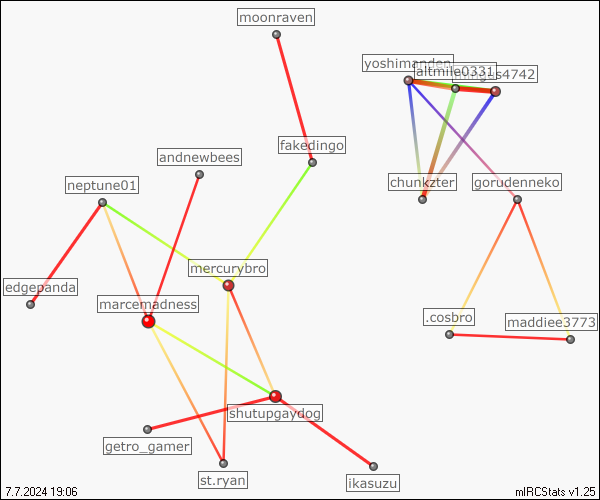 moonraven
yoshimanden
altmile0331
fakedingo
andnewbees
neptune01
chunkzter
gorudenneko
mercurybro
edgepanda
marcemadness
.cosbro
maddiee3773
shutupgaydog
getro_gamer
st.ryan
ikasuzu
7.7.2024 19:06
mIRCStats v1.25